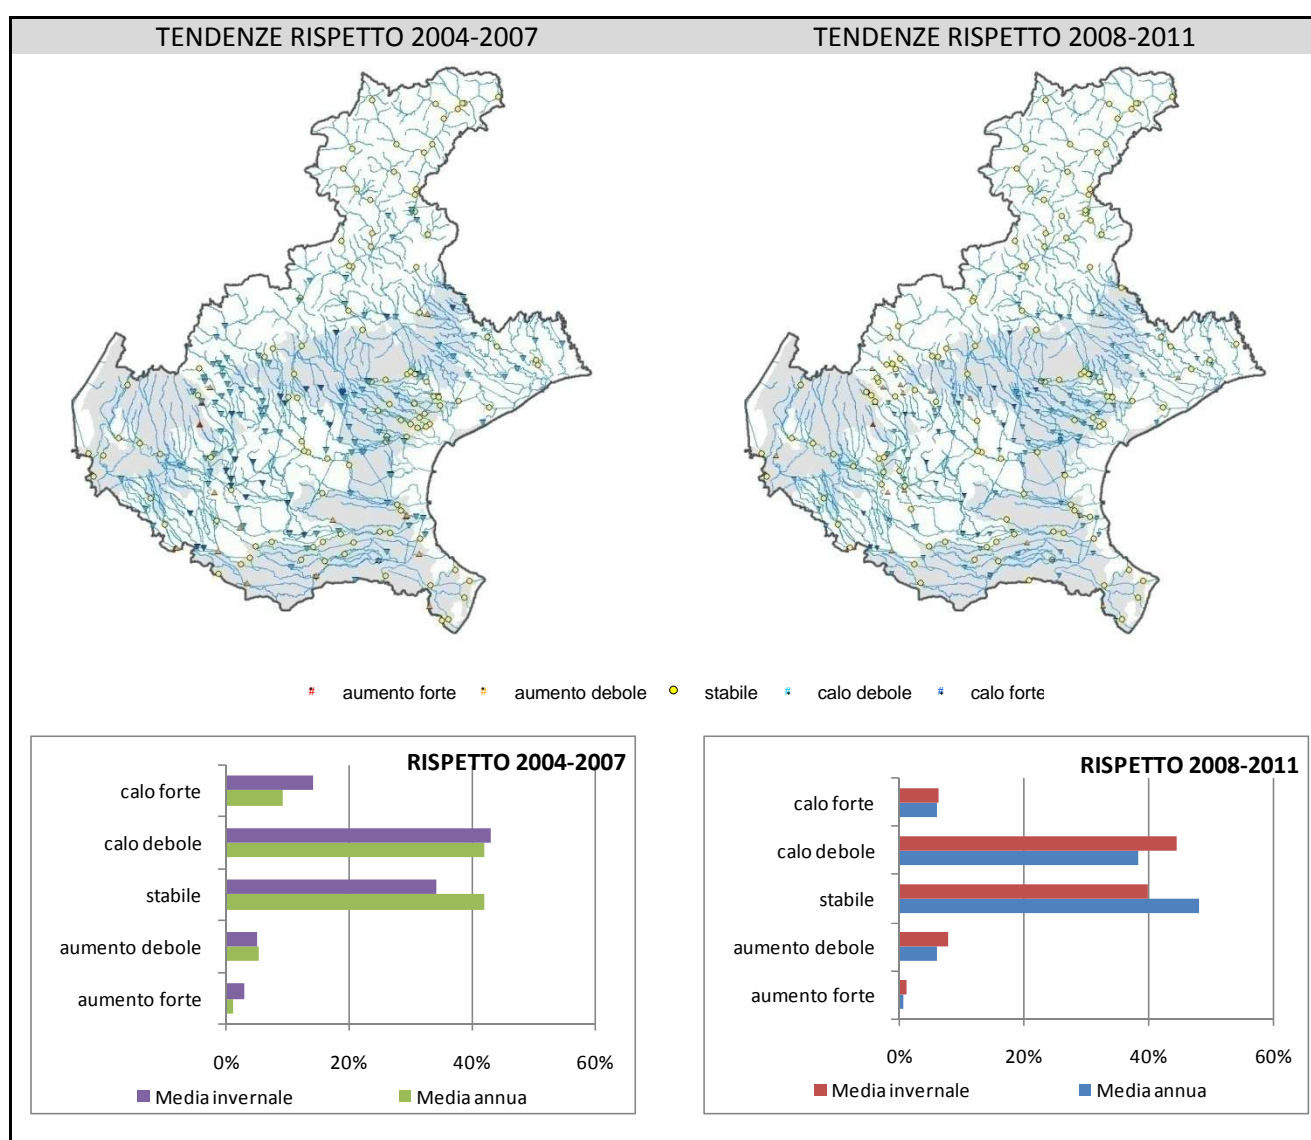 TENDENZE RISPETTO 2004-2007
TENDENZE RISPETTO 2008-2011
# aumento forte # aumento debole stabile # calo debole # calo forte
RISPETTO 2004-2007
calo forte
calo debole
stabile
aumento debole
aumento forte
0% 20% 40% 60%
Media invernale Media annua
RISPETTO 2008-2011
calo forte
calo debole
stabile
aumento debole
aumento forte
0% 20% 40% 60%
Media invernale Media annua